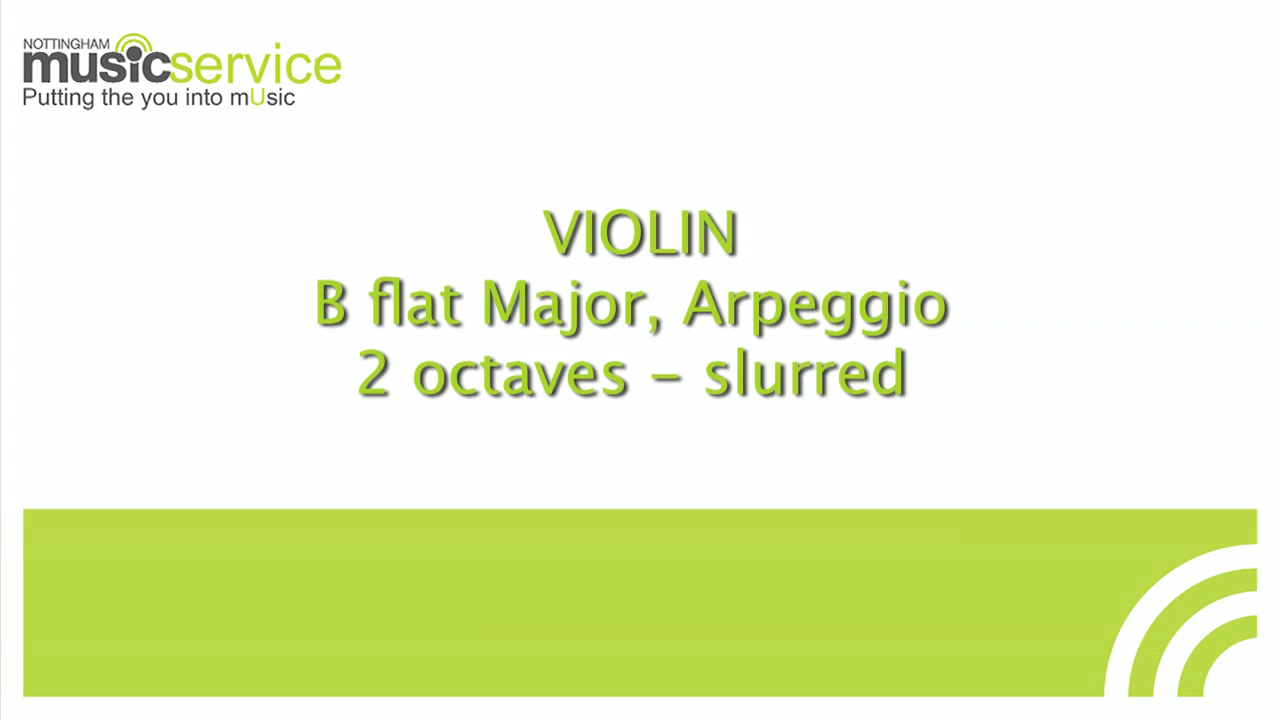 NOTTINGHAM
musicservice
Putting the you into mUsic
VIOLIN
B flat Major, Arpeggio
2 octaves - slurred